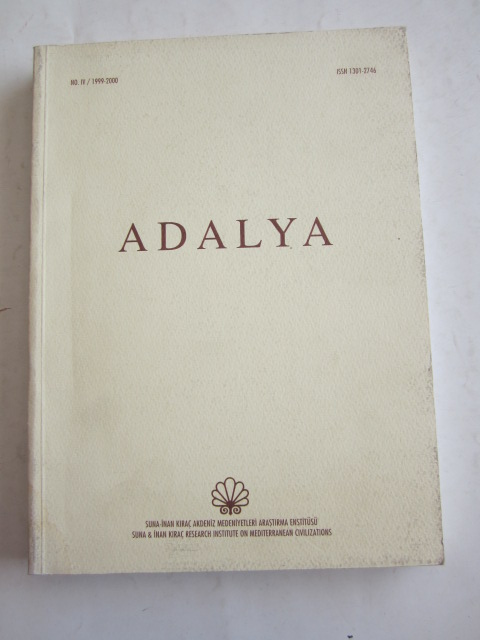 NO. IV / 1999-2000
ISSN 1301-2746
ADALYA
SUNA-İNAN KIRAÇ AKDENİZ MEDENİYETLERİ ARAŞTIRMA ENSTİTÜSÜ
SUNA & İNAN KIRAÇ RESEARCH INSTITUTE ON MEDITERRANEAN CIVILIZATIONS